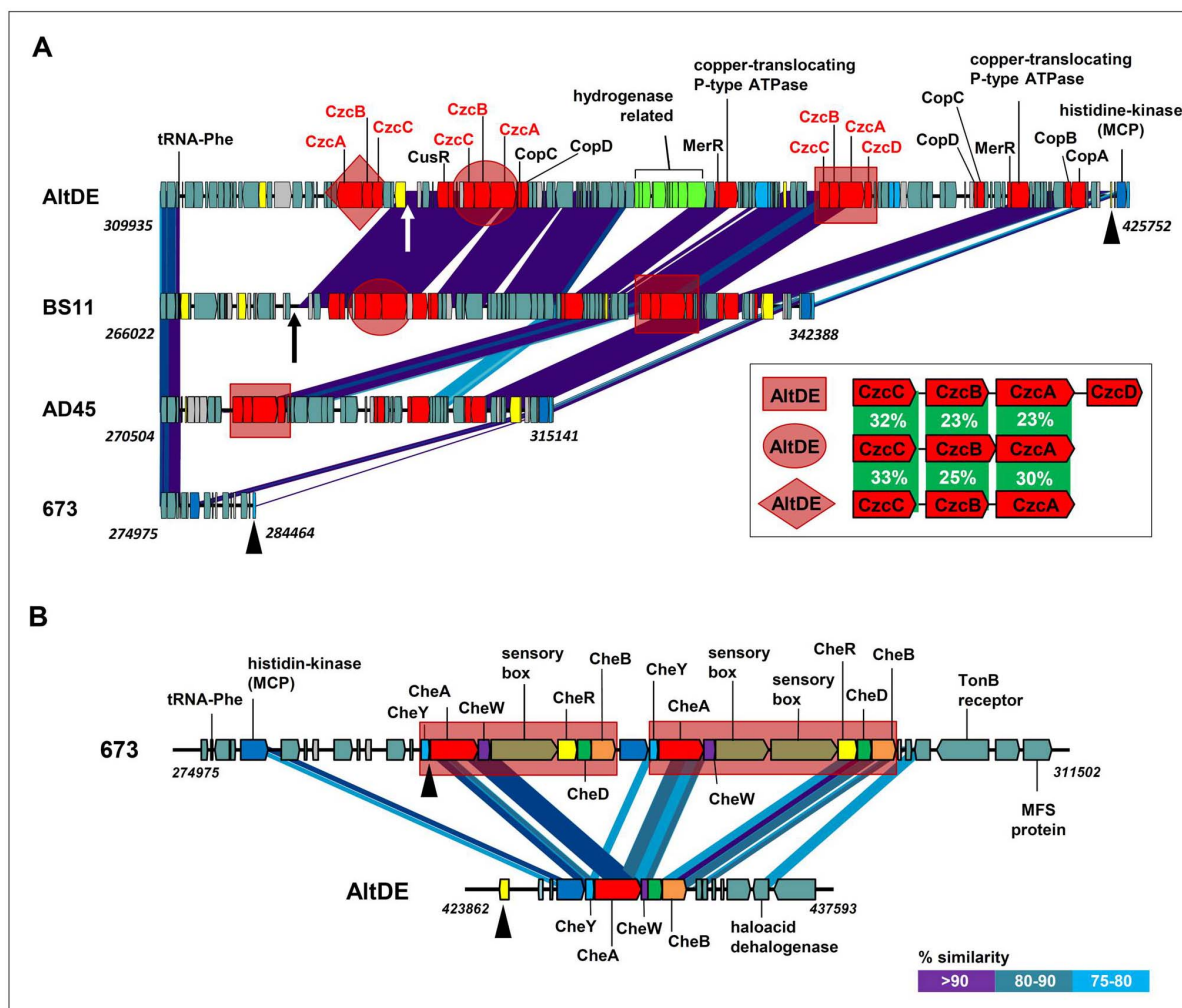 A
copper-translocating
P-type ATPase
copper-translocating
P-type ATPase
hydrogenase
related
CzcB
CzcB
CopC
histidine-kinase
(MCP)
tRNA-Phe
CzcA
CzcC
CusR
CzcC
CzcA
CopC
CopD
MerR
CzcB
CzcC
CzcA
CzcD
CopD
MerR
CopB
CopA
AltDE
309935
425752
BS11
266022
342388
AD45
270504
315141
673
274975
284464
AltDE
CzcC
CzcB
CzcA
CzcD
32%
23%
23%
AltDE
CzcC
CzcB
CzcA
33%
25%
30%
AltDE
CzcC
CzcB
CzcA
B
histidin-kinase
(MCP)
tRNA-Phe
CheY
CheA
CheW
sensory
box
CheR
CheB
CheY
CheA
sensory
box
sensory
box
CheR
CheD
CheB
TonB
receptor
673
274975
311502
CheD
CheW
MFS
protein
AltDE
423862
437593
CheY
CheA
CheW
CheB
haloacid
dehalogenase
% similarity
>90
80-90
75-80